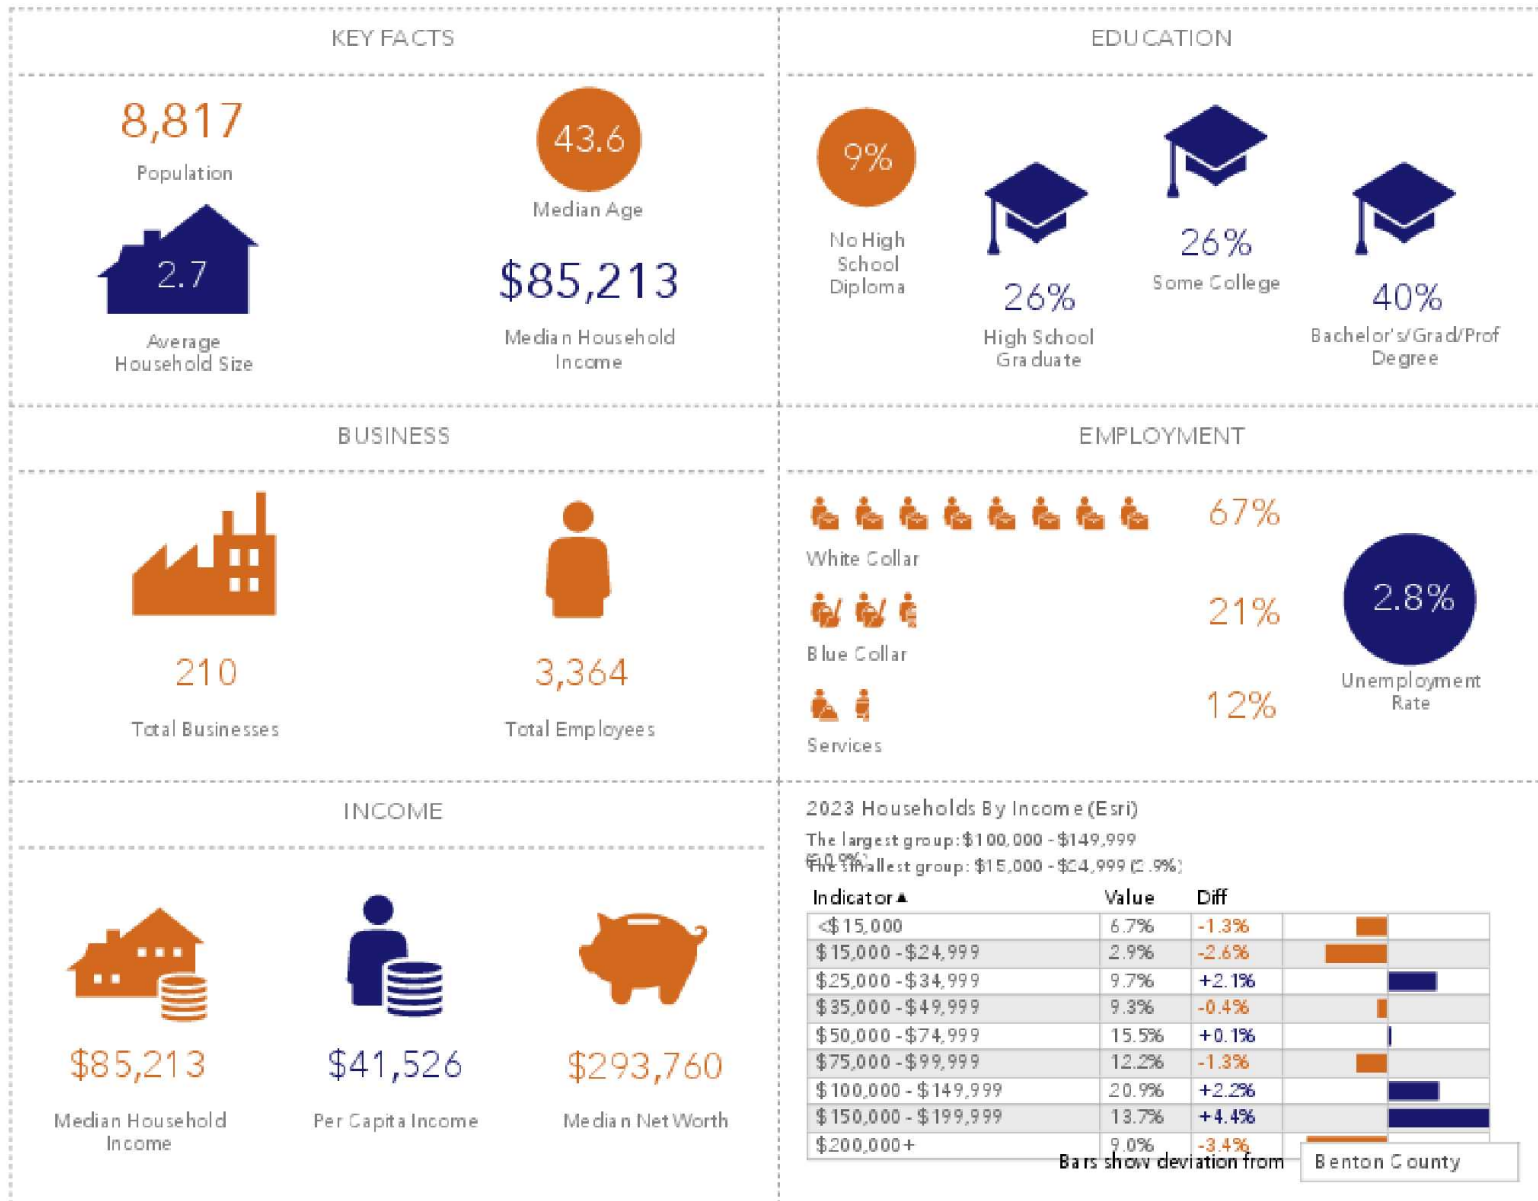 KEY FACTS
8,817
Population
43.6
Median Age
2.7
Average
Household Size
$85,213
Median Household
Income
EDUCATION
9%
No High
School
Diploma
26%
High School
Graduate
26%
Some College
40%
Bachelor's/Grad/Prof
Degree
BUSINESS
210
Total Businesses
3,364
Total Employees
EMPLOYMENT
67%
White Collar
21%
Blue Collar
12%
Services
2.8%
Unemployment
Rate
INCOME
$85,213
Median Household
Income
$41,526
Per Capita Income
$293,760
Median Net Worth
2023 Households By Income (Esri)
The largest group: $100,000 - $149,999
(20.9%)
The smallest group: $15,000 - $24,999 (2.9%)
Indicator▲ Value Diff
<$15,000 6.7% -1.3%
$15,000 - $24,999 2.9% -2.6%
$25,000 - $34,999 9.7% +2.1%
$35,000 - $49,999 9.3% -0.4%
$50,000 - $74,999 15.5% +0.1%
$75,000 - $99,999 12.2% -1.3%
$100,000 - $149,999 20.9% +2.2%
$150,000 - $199,999 13.7% +4.4%
$200,000+ 9.0% -3.4%
Bars show deviation from Benton County